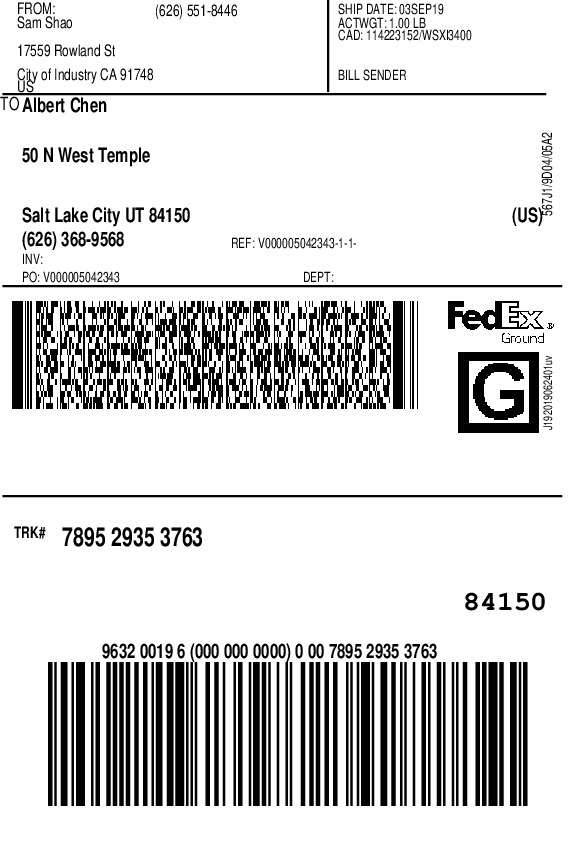 FROM: (626) 551-8446
Sam Shao
17559 Rowland St
City of Industry CA 91748
US
SHIP DATE: 03SEP19
ACTWGT: 1.00 LB
CAD: 114223152/WSXI3400
BILL SENDER
TO Albert Chen
50 N West Temple
Salt Lake City UT 84150 (US)
(626) 368-9568 REF: V000005042343-1-1-
INV:
PO: V000005042343 DEPT:
567J1/9D04/05A2
FedEx®
Ground
G
J192019062401uv
TRK# 7895 2935 3763
84150
9632 0019 6 (000 000 0000) 0 00 7895 2935 3763